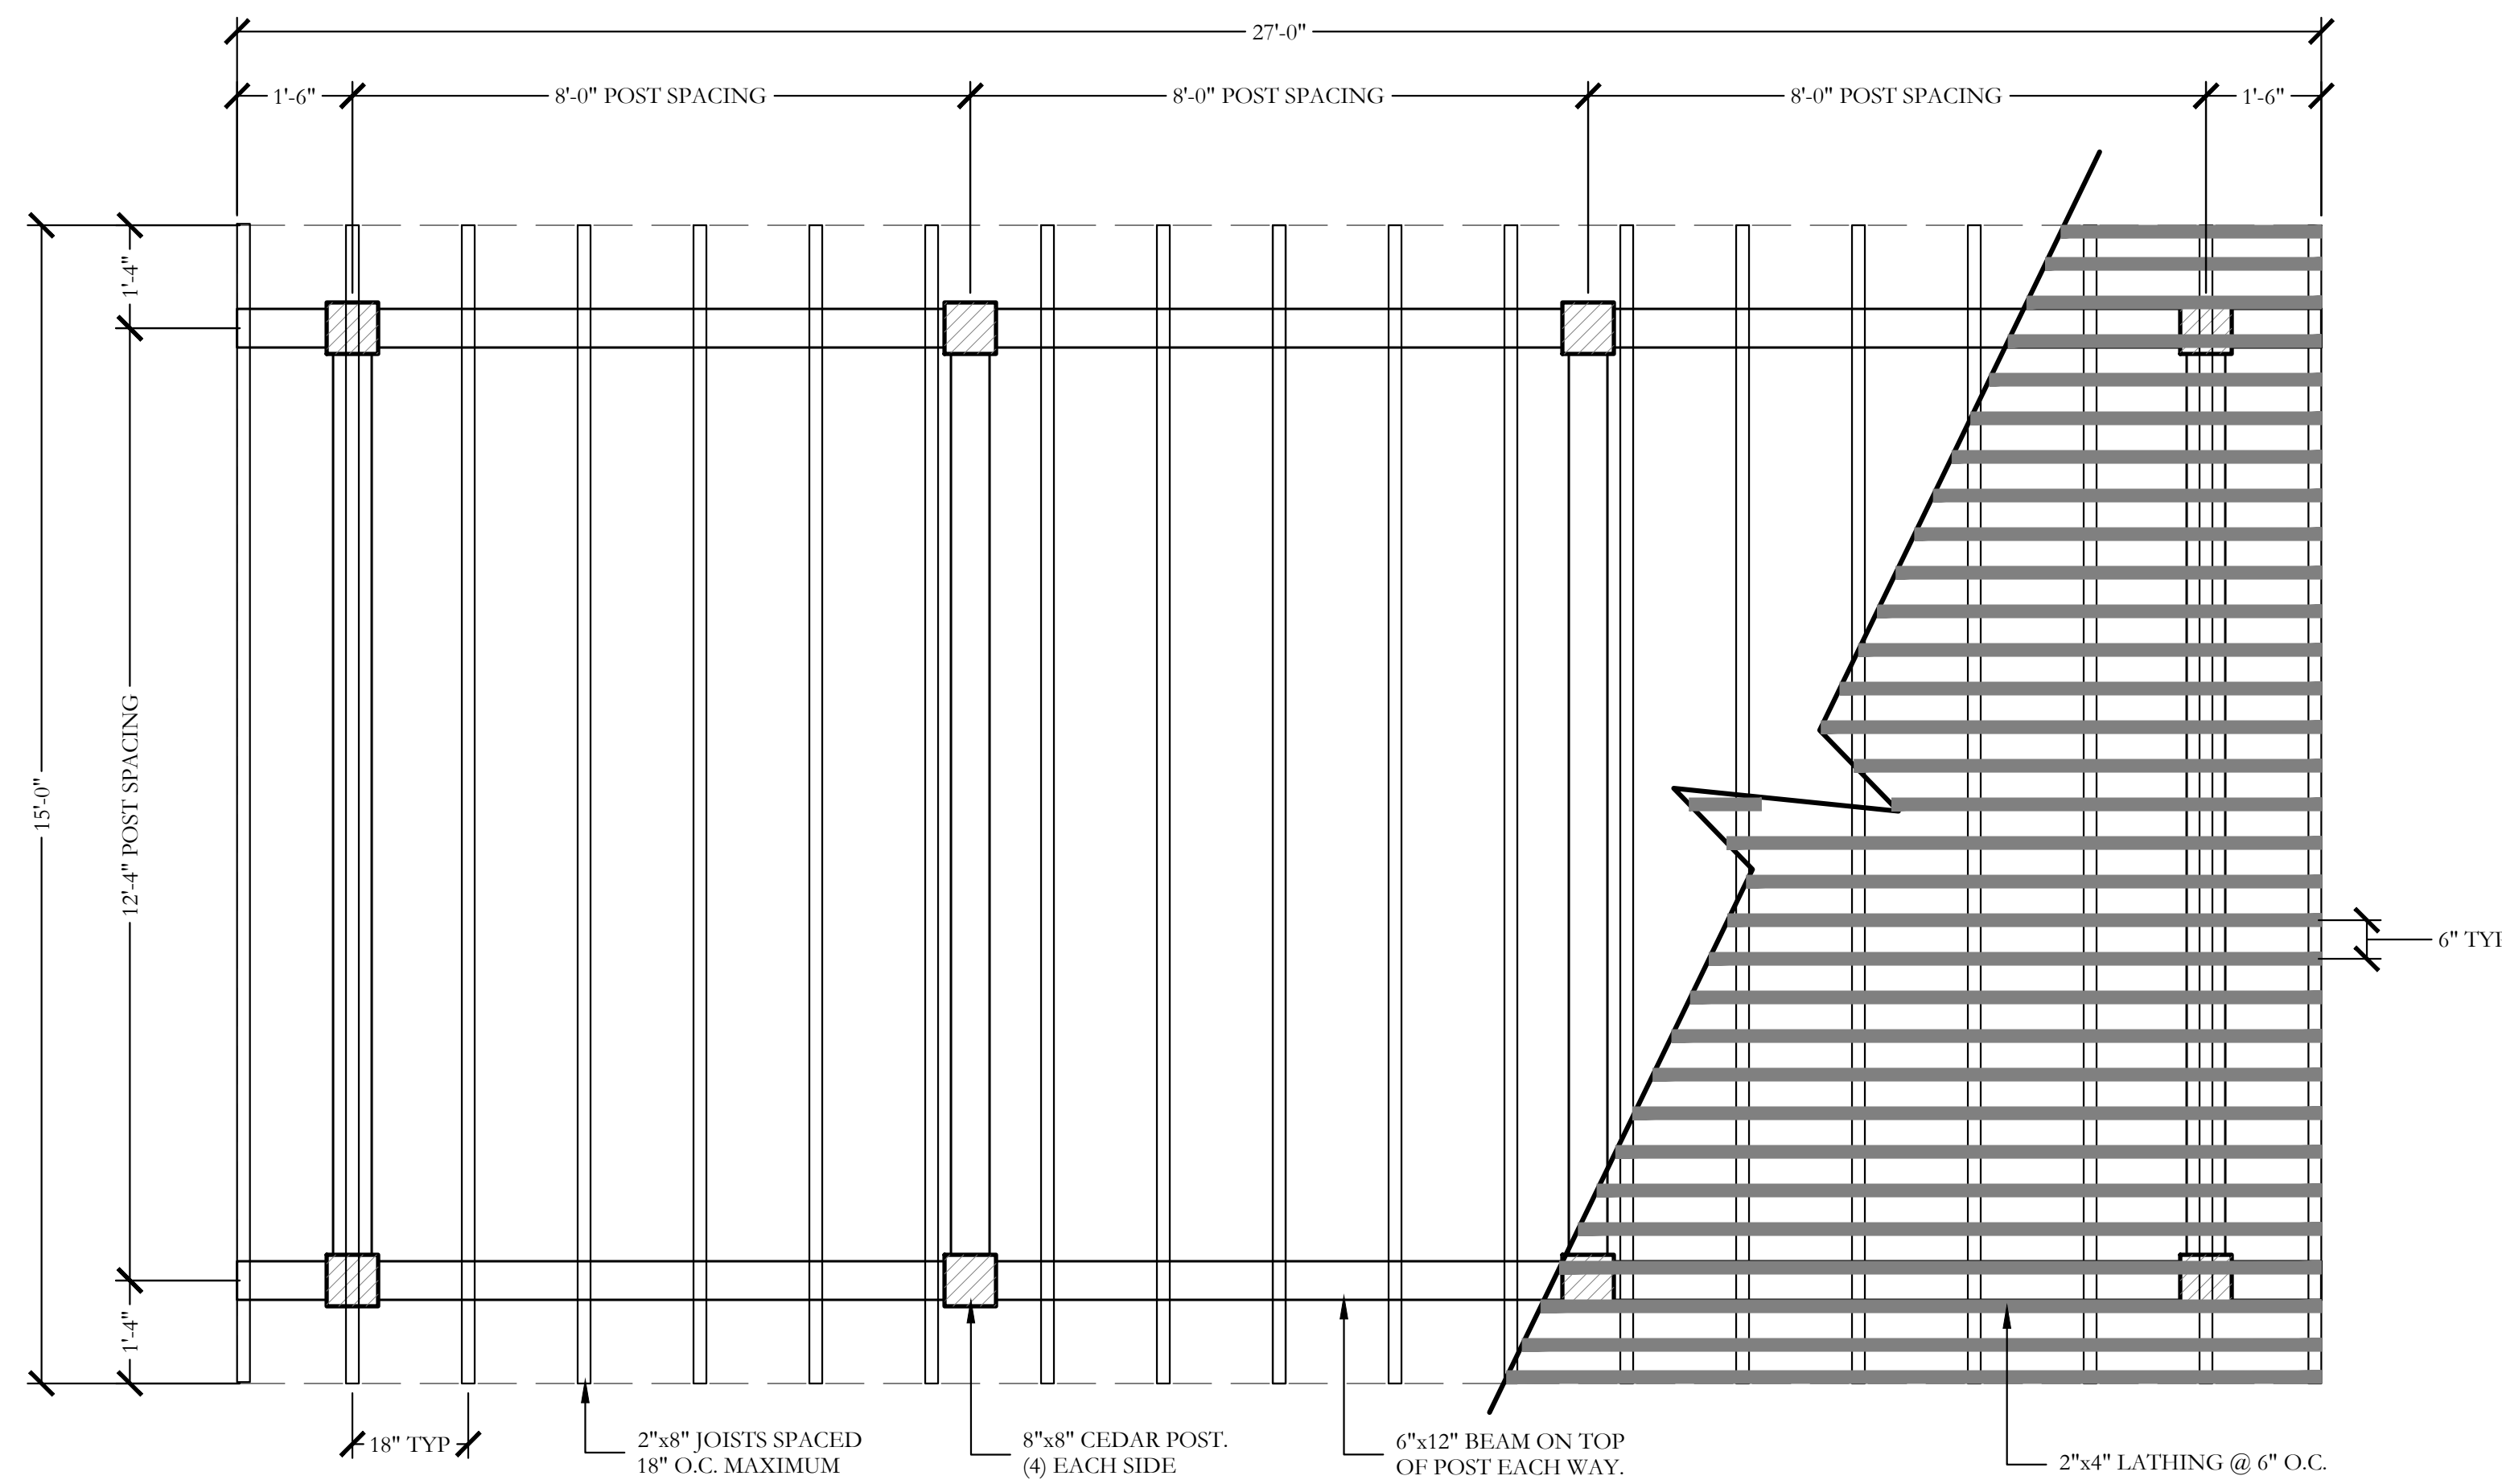 27'-0"
1'-6"
8'-0" POST SPACING
8'-0" POST SPACING
8'-0" POST SPACING
1'-6"
1'-4"
12'-4" POST SPACING
15'-0"
1'-4"
6" TYP
18" TYP
2"x8" JOISTS SPACED
18" O.C. MAXIMUM
8"x8" CEDAR POST.
(4) EACH SIDE
6"x12" BEAM ON TOP
OF POST EACH WAY.
2"x4" LATHING @ 6" O.C.